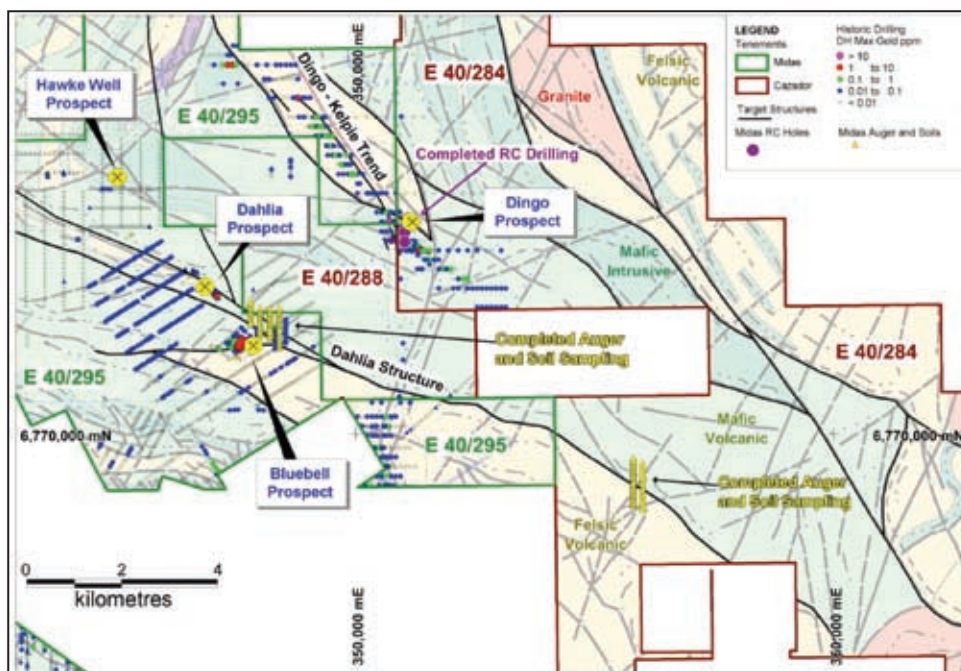 Hawke Well
Prospect
E 40/295
Dingo - Kelpie Trend
350,000 mE
E 40/284
Felsic
Volcanic
Granite
LEGEND
Tenements
Midas
Cazador
Target Structures
Midas RC Holes
Historic Drilling
DH Max Gold ppm
> 10
1 to 10
0.1 to 1
0.01 to 0.1
< 0.01
Midas Auger and Soils
Completed RC Drilling
Dahlia
Prospect
Dingo
Prospect
E 40/288
Mafic
Intrusive
Completed Auger
and Soil Sampling
Dahlia Structure
E 40/284
E 40/295
6,770,000 mN
E 40/295
Mafic
Volcanic
6,770,000 mN
Bluebell
Prospect
Completed Auger
and Soil Sampling
Felsic
Volcanic
0 2 4
kilometres
350,000 mE
360,000 mE